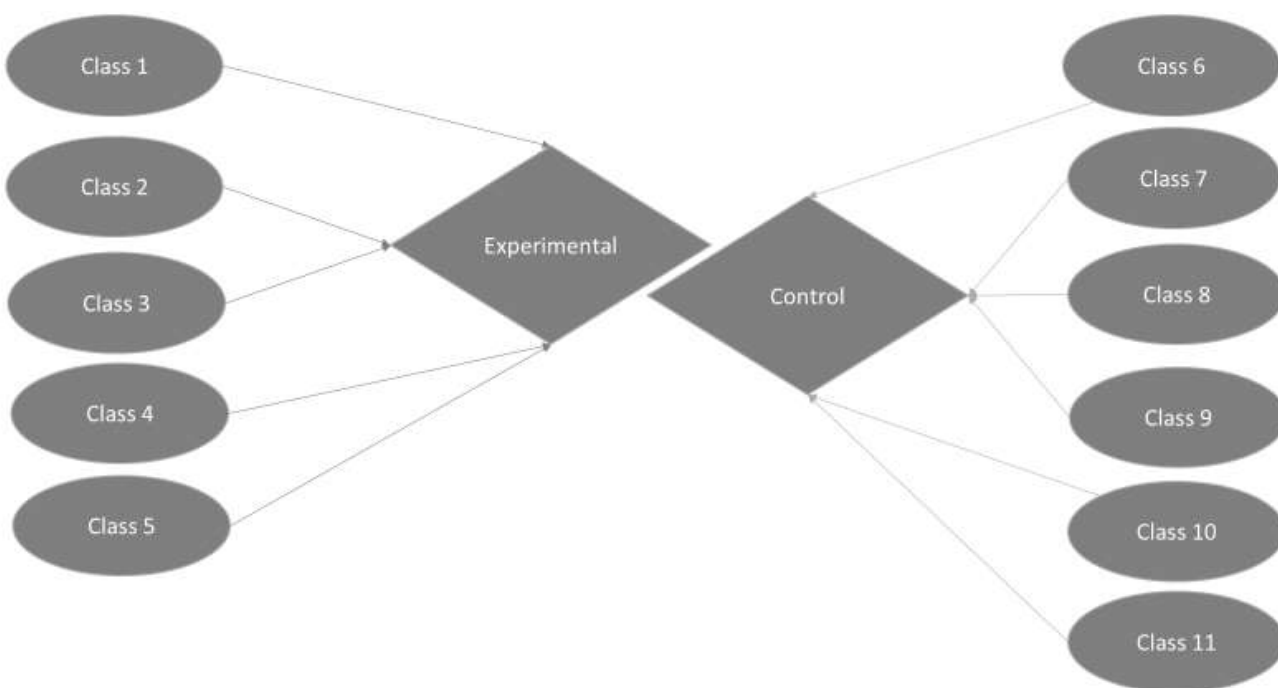 Class 1
Class 2
Class 3
Class 4
Class 5
Experimental
Control
Class 6
Class 7
Class 8
Class 9
Class 10
Class 11